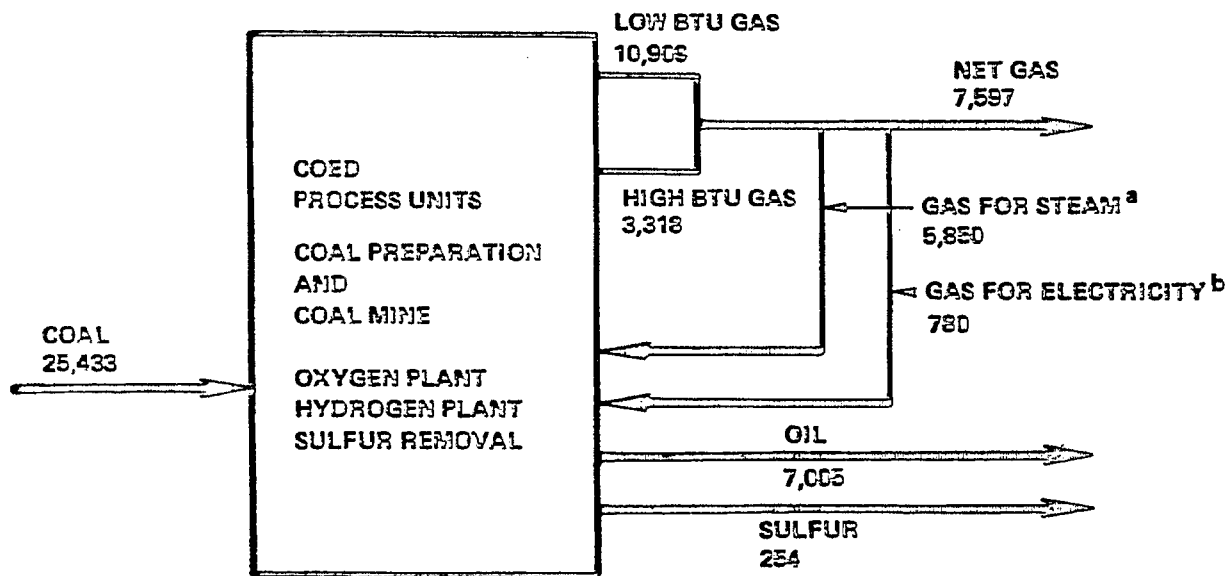 LOW BTU GAS
10,909
NET GAS
7,597
COED
PROCESS UNITS
HIGH BTU GAS
3,318
GAS FOR STEAM a
5,850
COAL PREPARATION
AND
COAL MINE
GAS FOR ELECTRICITY b
780
COAL
25,433
OXYGEN PLANT
HYDROGEN PLANT
SULFUR REMOVAL
OIL
7,005
SULFUR
254